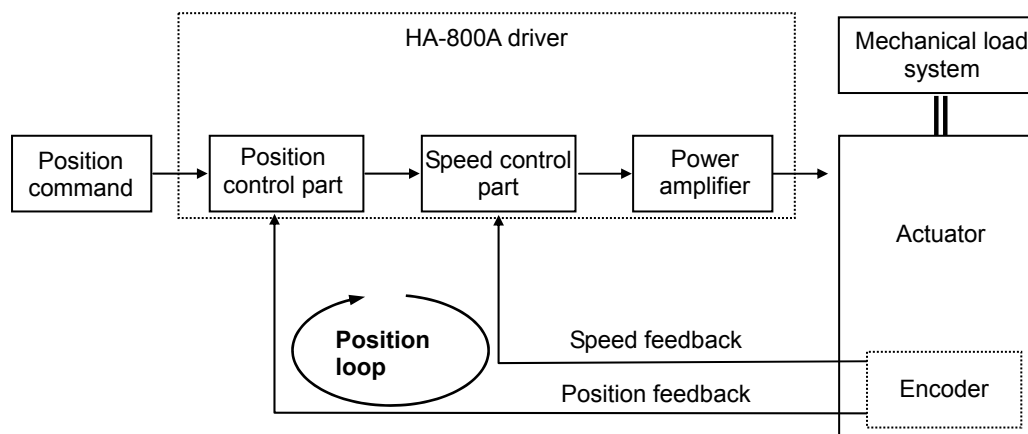 HA-800A driver
Mechanical load
system
Position
command
Position
control part
Speed control
part
Power
amplifier
Actuator
Position
loop
Speed feedback
Position feedback
Encoder